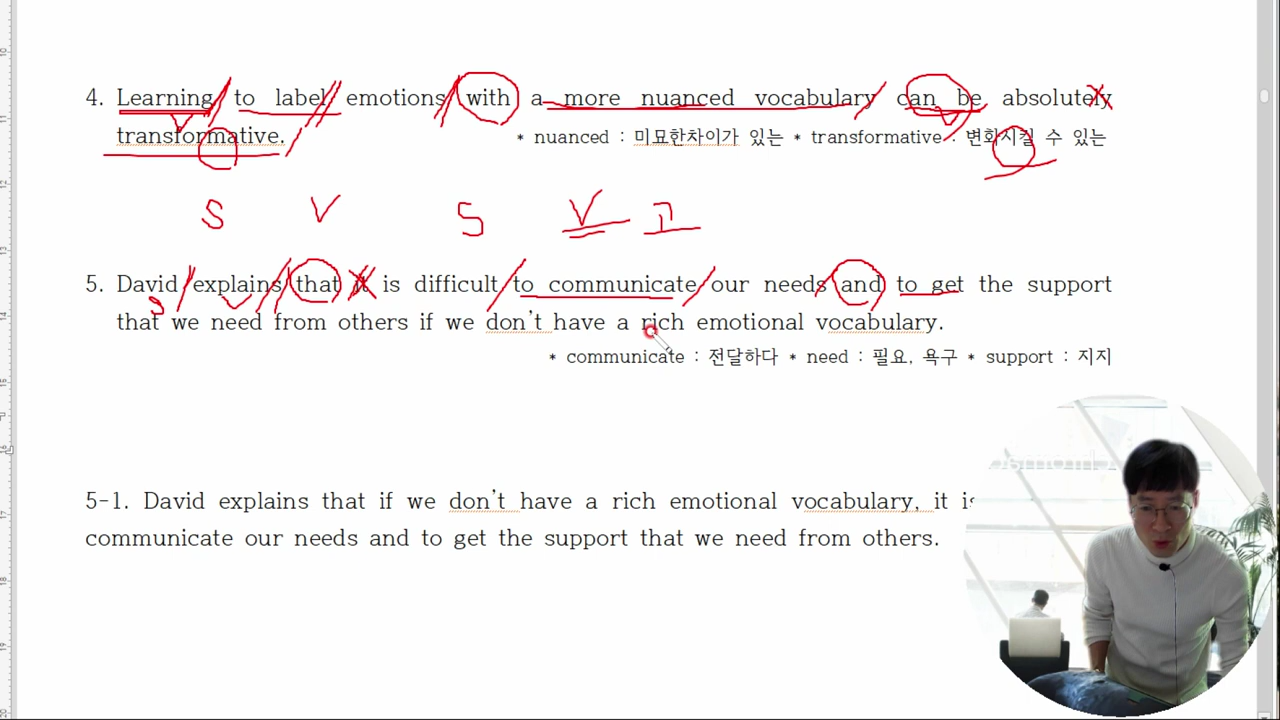 4. Learning to label emotions with a more nuanced vocabulary can be absolutely
transformative. * nuanced : 미묘한차이가 있는 * transformative : 변화시킬 수 있는
S V S V
5. David explains that it is difficult to communicate our needs and to get the support
S V
that we need from others if we don't have a rich emotional vocabulary.
* communicate : 전달하다 * need : 필요, 욕구 * support : 지지
5-1. David explains that if we don't have a rich emotional vocabulary, it is
communicate our needs and to get the support that we need from others.